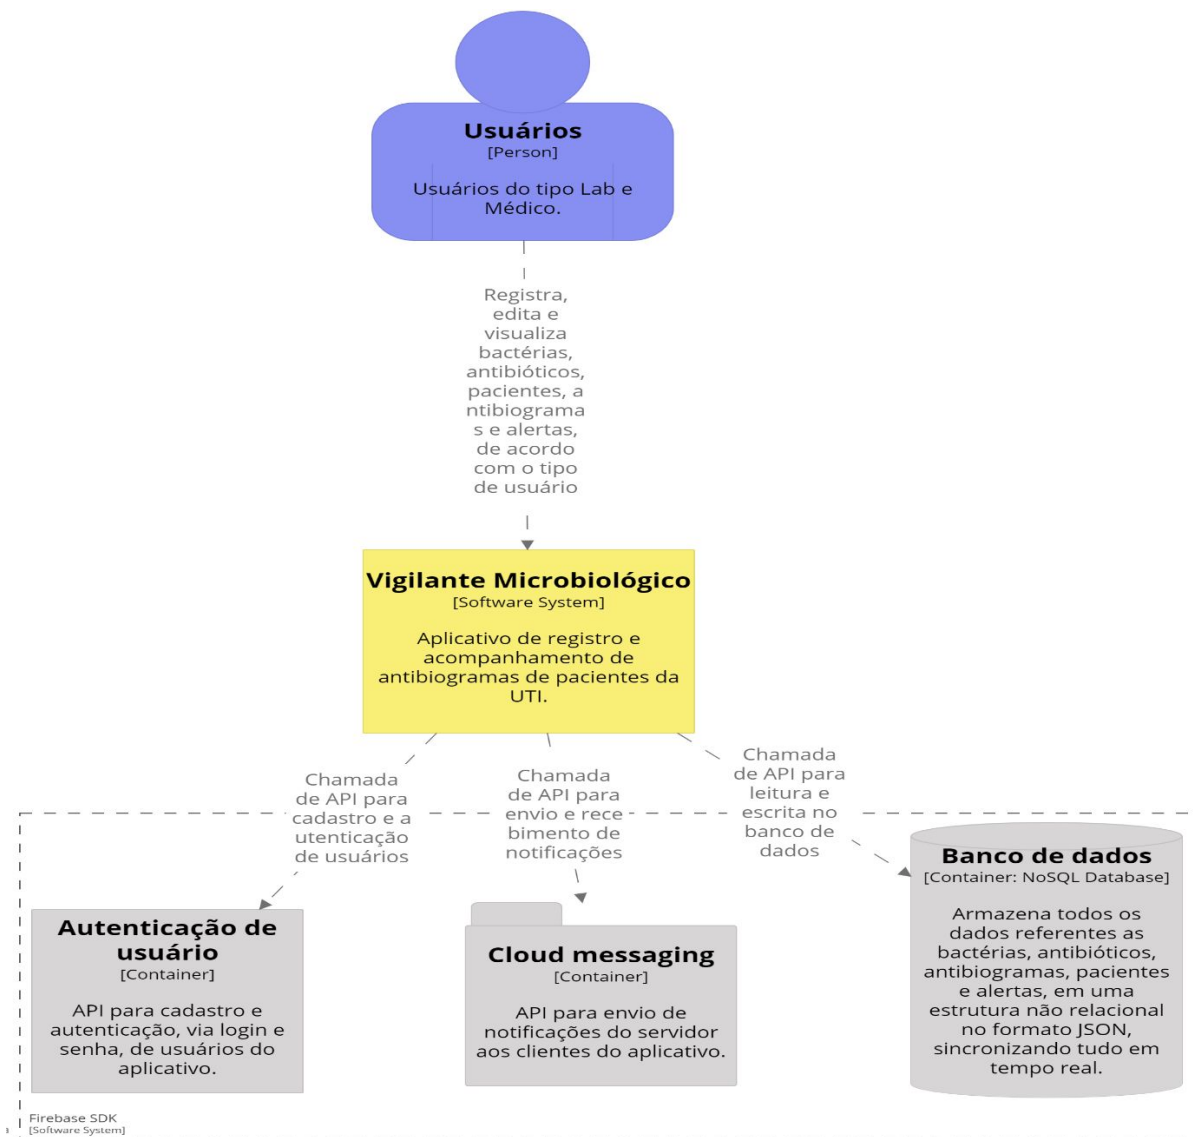 Usuários
[Person]
Usuários do tipo Lab e
Médico.
Registra,
edita e
visualiza
bactérias,
antibióticos,
pacientes, a
ntibiograma
s e alertas,
de acordo
com o tipo
de usuário
Vigilante Microbiológico
[Software System]
Aplicativo de registro e
acompanhamento de
antibiogramas de pacientes da
UTI.
Chamada
de API para
cadastro e a
utenticação
de usuários
Chamada
de API para
envio e rece
bimento de
notificações
Chamada
de API para
leitura e
escrita no
banco de
dados
Autenticação de
usuário
[Container]
API para cadastro e
autenticação, via login e
senha, de usuários do
aplicativo.
Cloud messaging
[Container]
API para envio de
notificações do servidor
aos clientes do aplicativo.
Banco de dados
[Container: NoSQL Database]
Armazena todos os
dados referentes as
bactérias, antibióticos,
antibiogramas, pacientes
e alertas, em uma
estrutura não relacional
no formato JSON,
sincronizando tudo em
tempo real.
Firebase SDK
[Software System]